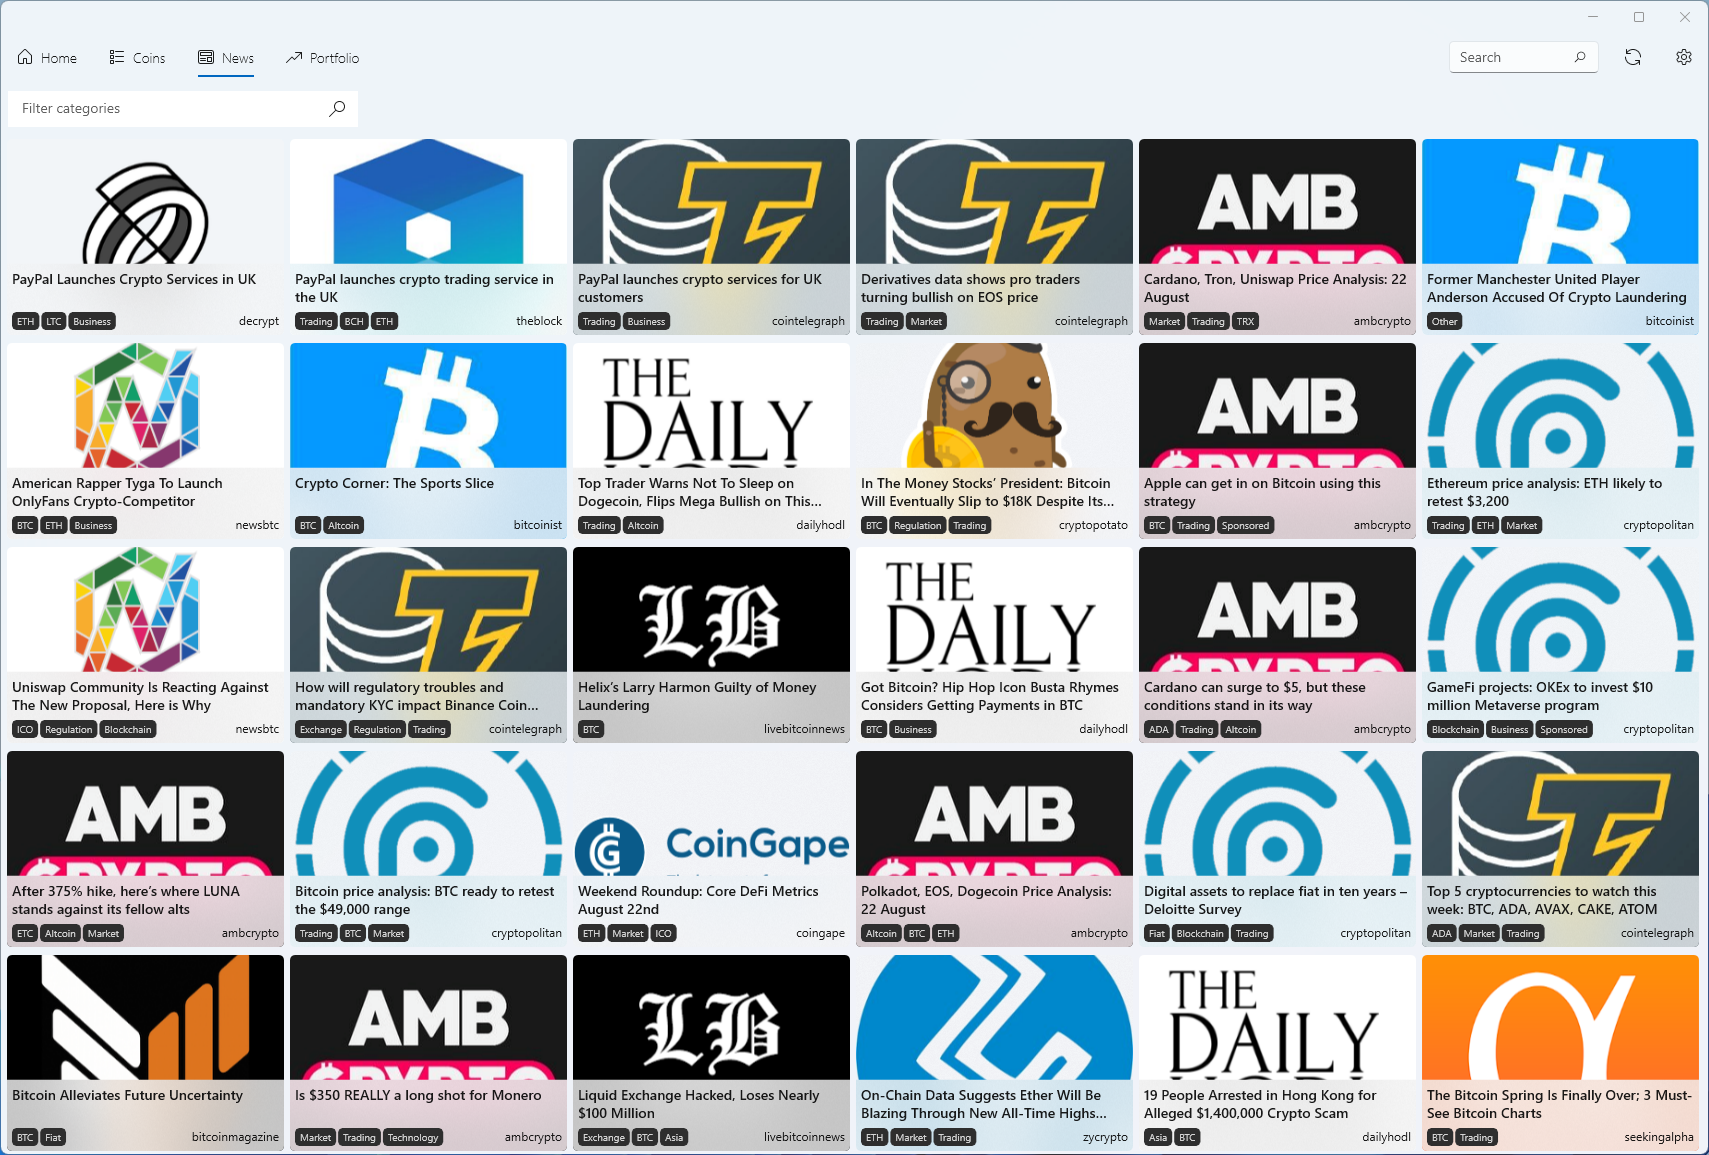 Home
Coins
News
Portfolio
Search
Filter categories
PayPal Launches Crypto Services in UK
ETH LTC Business decrypt
PayPal launches crypto trading service in
the UK
Trading BCH ETH theblock
PayPal launches crypto services for UK
customers
Trading Business cointelegraph
Derivatives data shows pro traders
turning bullish on EOS price
Trading Market cointelegraph
AMB
CRYPTO
Cardano, Tron, Uniswap Price Analysis: 22
August
Market Trading TRX ambcrypto
Former Manchester United Player
Anderson Accused Of Crypto Laundering
Other bitcoinist
American Rapper Tyga To Launch
OnlyFans Crypto-Competitor
BTC ETH Business newsbtc
Crypto Corner: The Sports Slice
BTC Altcoin bitcoinist
THE
DAILY
HODL
Top Trader Warns Not To Sleep on
Dogecoin, Flips Mega Bullish on This...
Trading Altcoin dailyhodl
In The Money Stocks’ President: Bitcoin
Will Eventually Slip to $18K Despite Its...
BTC Regulation Trading cryptopotato
AMB
CRYPTO
Apple can get in on Bitcoin using this
strategy
BTC Trading Sponsored ambcrypto
Ethereum price analysis: ETH likely to
retest $3,200
Trading ETH Market cryptopolitan
Uniswap Community Is Reacting Against
The New Proposal, Here is Why
ICO Regulation Blockchain newsbtc
How will regulatory troubles and
mandatory KYC impact Binance Coin...
Exchange Regulation Trading cointelegraph
LB
Helix’s Larry Harmon Guilty of Money
Laundering
BTC livebitcoinnews
THE
DAILY
HODL
Got Bitcoin? Hip Hop Icon Busta Rhymes
Considers Getting Payments in BTC
BTC Business dailyhodl
AMB
CRYPTO
Cardano can surge to $5, but these
conditions stand in its way
ADA Trading Altcoin ambcrypto
GameFi projects: OKEx to invest $10
million Metaverse program
Blockchain Business Sponsored cryptopolitan
AMB
CRYPTO
After 375% hike, here’s where LUNA
stands against its fellow alts
ETC Altcoin Market ambcrypto
Bitcoin price analysis: BTC ready to retest
the $49,000 range
Trading BTC Market cryptopolitan
CoinGape
Weekend Roundup: Core DeFi Metrics
August 22nd
ETH Market ICO coingape
AMB
CRYPTO
Polkadot, EOS, Dogecoin Price Analysis:
22 August
Altcoin BTC ETH ambcrypto
Digital assets to replace fiat in ten years –
Deloitte Survey
Fiat Blockchain Trading cryptopolitan
Top 5 cryptocurrencies to watch this
week: BTC, ADA, AVAX, CAKE, ATOM
ADA Market Trading cointelegraph
Bitcoin Alleviates Future Uncertainty
BTC Fiat bitcoinmagazine
AMB
CRYPTO
Is $350 REALLY a long shot for Monero
Market Trading Technology ambcrypto
LB
Liquid Exchange Hacked, Loses Nearly
$100 Million
Exchange BTC Asia livebitcoinnews
On-Chain Data Suggests Ether Will Be
Blazing Through New All-Time Highs...
ETH Market Trading zycrypto
THE
DAILY
19 People Arrested in Hong Kong for
Alleged $1,400,000 Crypto Scam
Asia BTC dailyhodl
The Bitcoin Spring Is Finally Over; 3 Must-
See Bitcoin Charts
BTC Trading seekingalpha